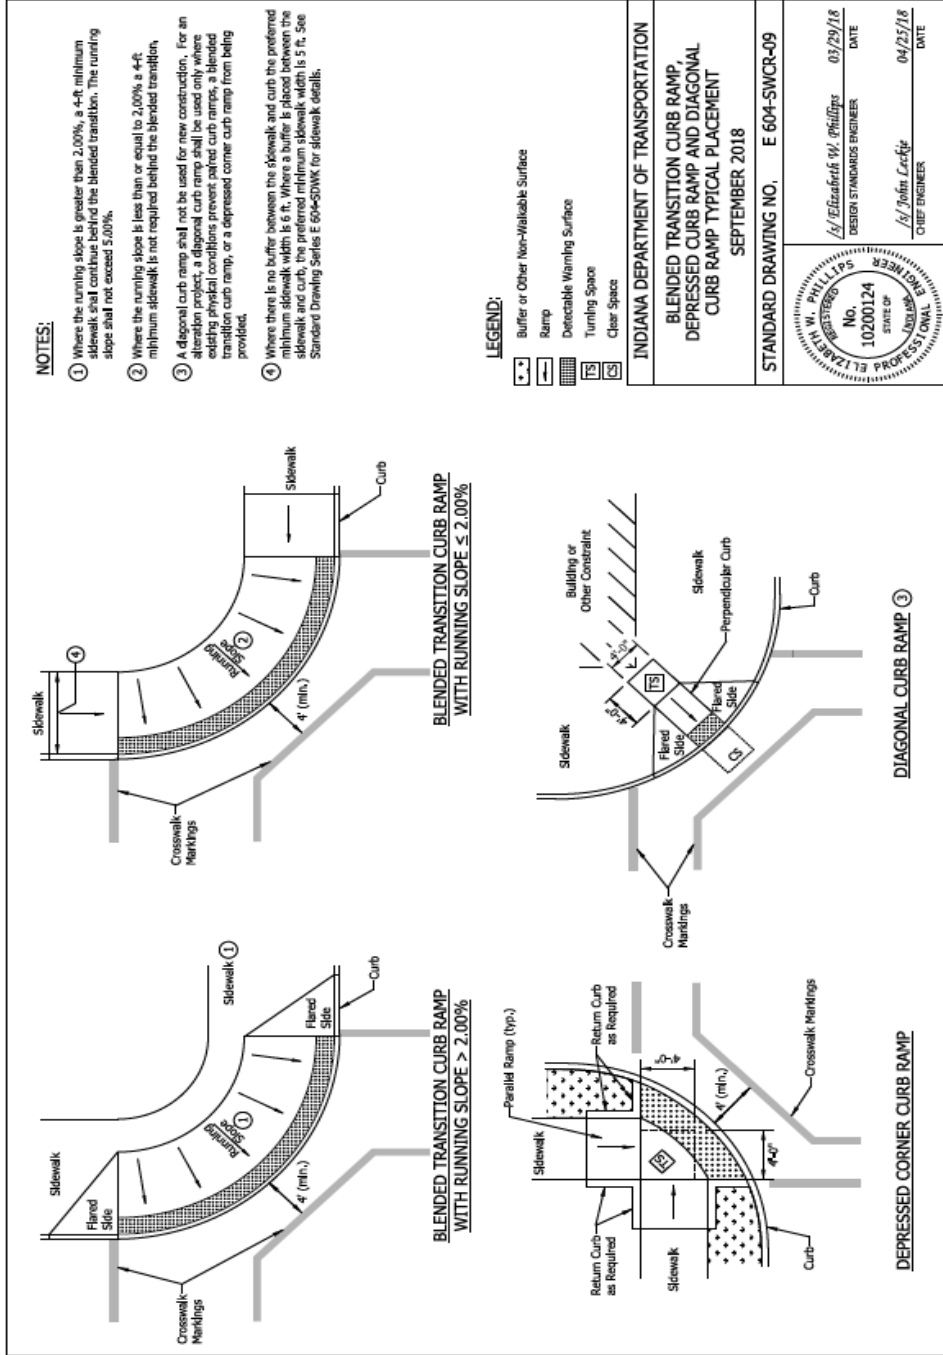 Sidewalk
Flared
Side
Running
Slope
1
Sidewalk 1
4' (min.)
Flared
Side
Curb
Crosswalk
Markings
BLENDED TRANSITION CURB RAMP
WITH RUNNING SLOPE > 2.00%
Sidewalk
4
Running
Slope
2
4' (min.)
Sidewalk
Curb
Crosswalk
Markings
BLENDED TRANSITION CURB RAMP
WITH RUNNING SLOPE ≤ 2.00%
NOTES:
1 Where the running slope is greater than 2.00%, a 4-ft minimum
sidewalk shall continue behind the blended transition. The running
slope shall not exceed 5.00%.
2 Where the running slope is less than or equal to 2.00% a 4-ft
minimum sidewalk is not required behind the blended transition.
3 A diagonal curb ramp shall not be used for new construction. For an
alteration project, a diagonal curb ramp shall be used only where
existing physical conditions prevent paired curb ramps, a blended
transition curb ramp, or a depressed corner curb ramp from being
provided.
4 Where there is no buffer between the sidewalk and curb the preferred
minimum sidewalk width is 6 ft. Where a buffer is placed between the
sidewalk and curb, the preferred minimum sidewalk width is 5 ft. See
Standard Drawing Series E 604-SDWK for sidewalk details.
Parallel Ramp (typ.)
Sidewalk
Return Curb
as Required
Return Curb
as Required
TS
4'-0"
Sidewalk
4'-0"
4' (min.)
Curb
Crosswalk Markings
DEPRESSED CORNER CURB RAMP
Building or
Other Constraint
Sidewalk
4'-0"
4'-0"
TS
Sidewalk
Flared
Side
Flared
Side
Perpendicular Curb
CS
Curb
Crosswalk
Markings
DIAGONAL CURB RAMP 3
LEGEND:
Buffer or Other Non-Walkable Surface
Ramp
Detectable Warning Surface
TS Turning Space
CS Clear Space
INDIANA DEPARTMENT OF TRANSPORTATION
BLENDED TRANSITION CURB RAMP,
DEPRESSED CURB RAMP AND DIAGONAL
CURB RAMP TYPICAL PLACEMENT
SEPTEMBER 2018
STANDARD DRAWING NO. E 604-SWCR-09
ELIZABETH W. PHILLIPS
REGISTERED
No.
10200124
STATE OF
INDIANA
PROFESSIONAL ENGINEER
/s/ Elizabeth W. Phillips 03/29/18
DESIGN STANDARDS ENGINEER DATE
/s/ John Leckie 04/25/18
CHIEF ENGINEER DATE